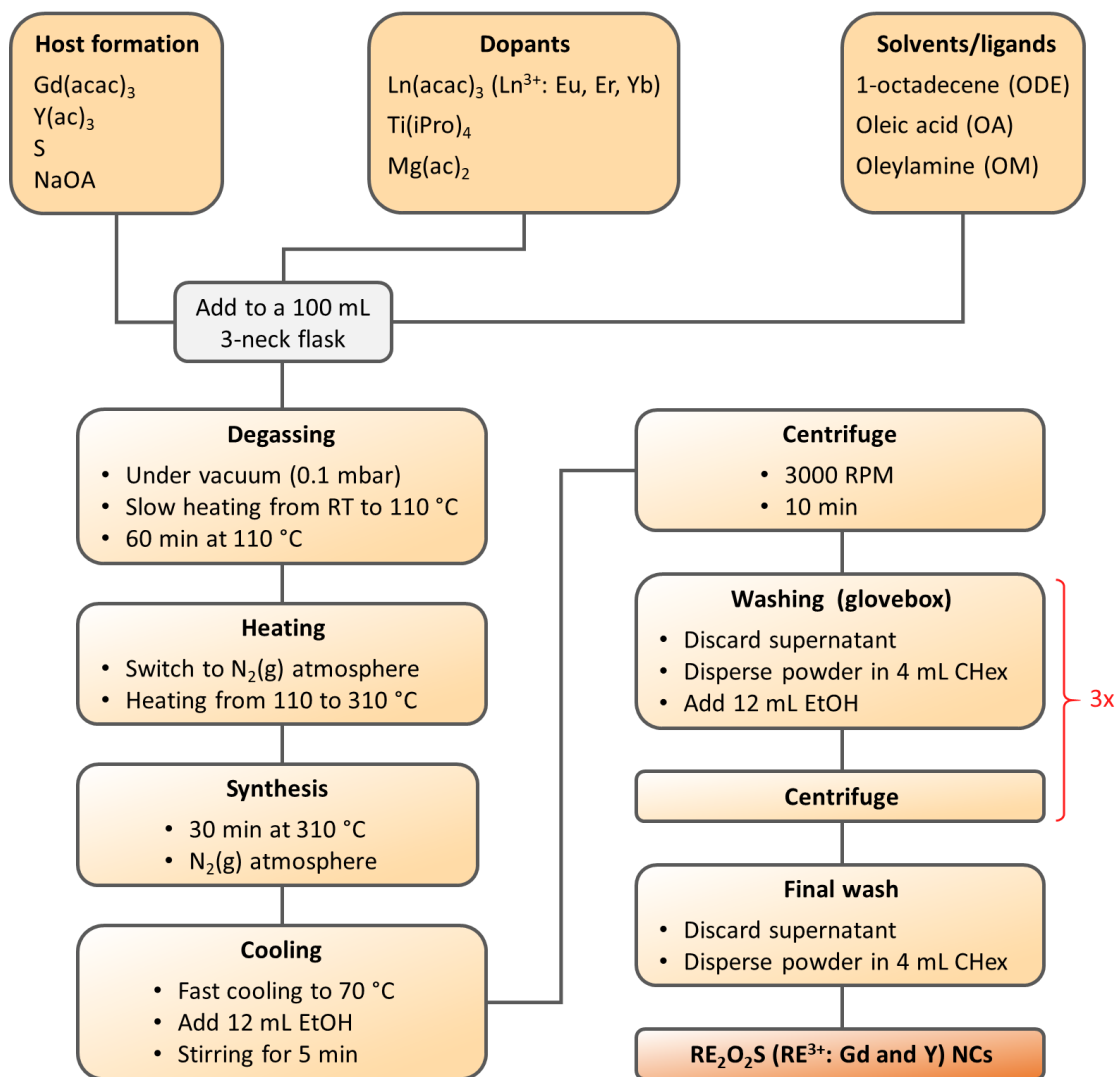 Host formation
Gd(acac)₃
Y(ac)₃
S
NaOA
Dopants
Ln(acac)₃ (Ln³⁺: Eu, Er, Yb)
Ti(iPro)₄
Mg(ac)₂
Solvents/ligands
1-octadecene (ODE)
Oleic acid (OA)
Oleylamine (OM)
Add to a 100 mL
3-neck flask
Degassing
• Under vacuum (0.1 mbar)
• Slow heating from RT to 110 °C
• 60 min at 110 °C
Heating
• Switch to N₂(g) atmosphere
• Heating from 110 to 310 °C
Synthesis
• 30 min at 310 °C
• N₂(g) atmosphere
Cooling
• Fast cooling to 70 °C
• Add 12 mL EtOH
• Stirring for 5 min
Centrifuge
• 3000 RPM
• 10 min
Washing (glovebox)
• Discard supernatant
• Disperse powder in 4 mL CHex
• Add 12 mL EtOH
3x
Centrifuge
Final wash
• Discard supernatant
• Disperse powder in 4 mL CHex
RE₂O₂S (RE³⁺: Gd and Y) NCs